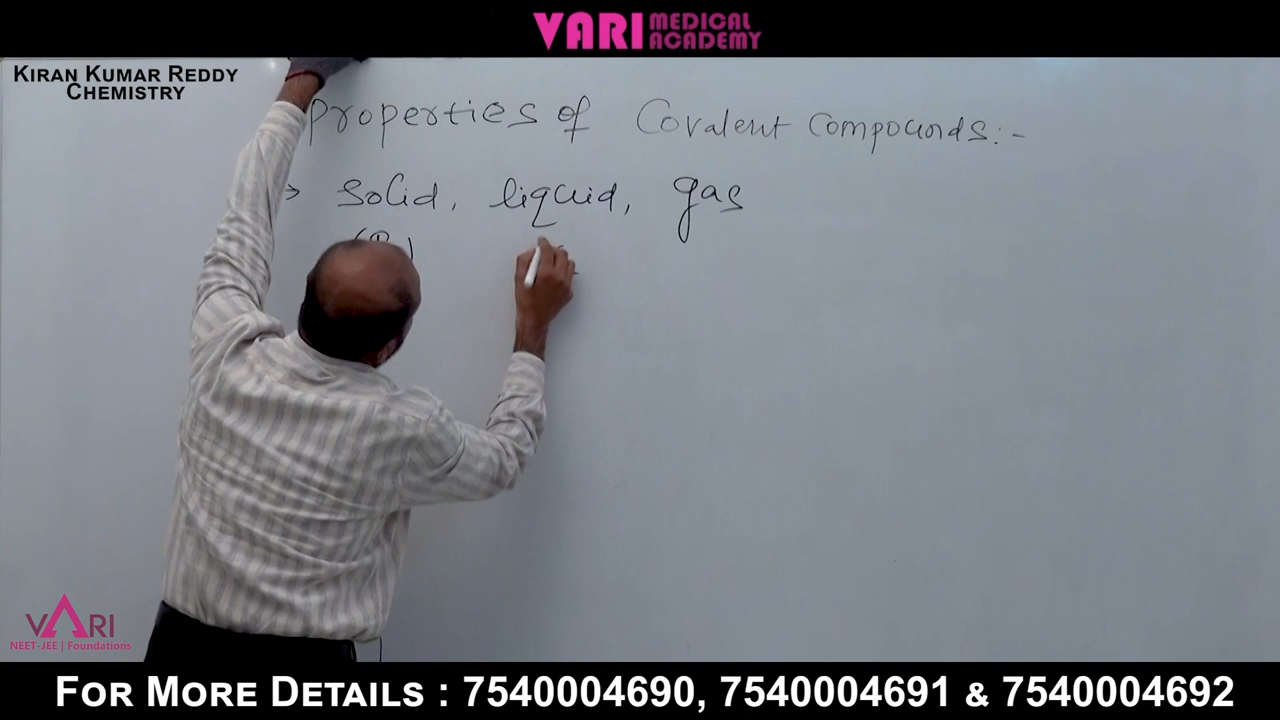 VARI MEDICAL ACADEMY
KIRAN KUMAR REDDY
CHEMISTRY
Properties of Covalent Compounds:-
→ solid, liquid, gas
VARI
NEET-JEE | Foundations
FOR MORE DETAILS : 7540004690, 7540004691 & 7540004692